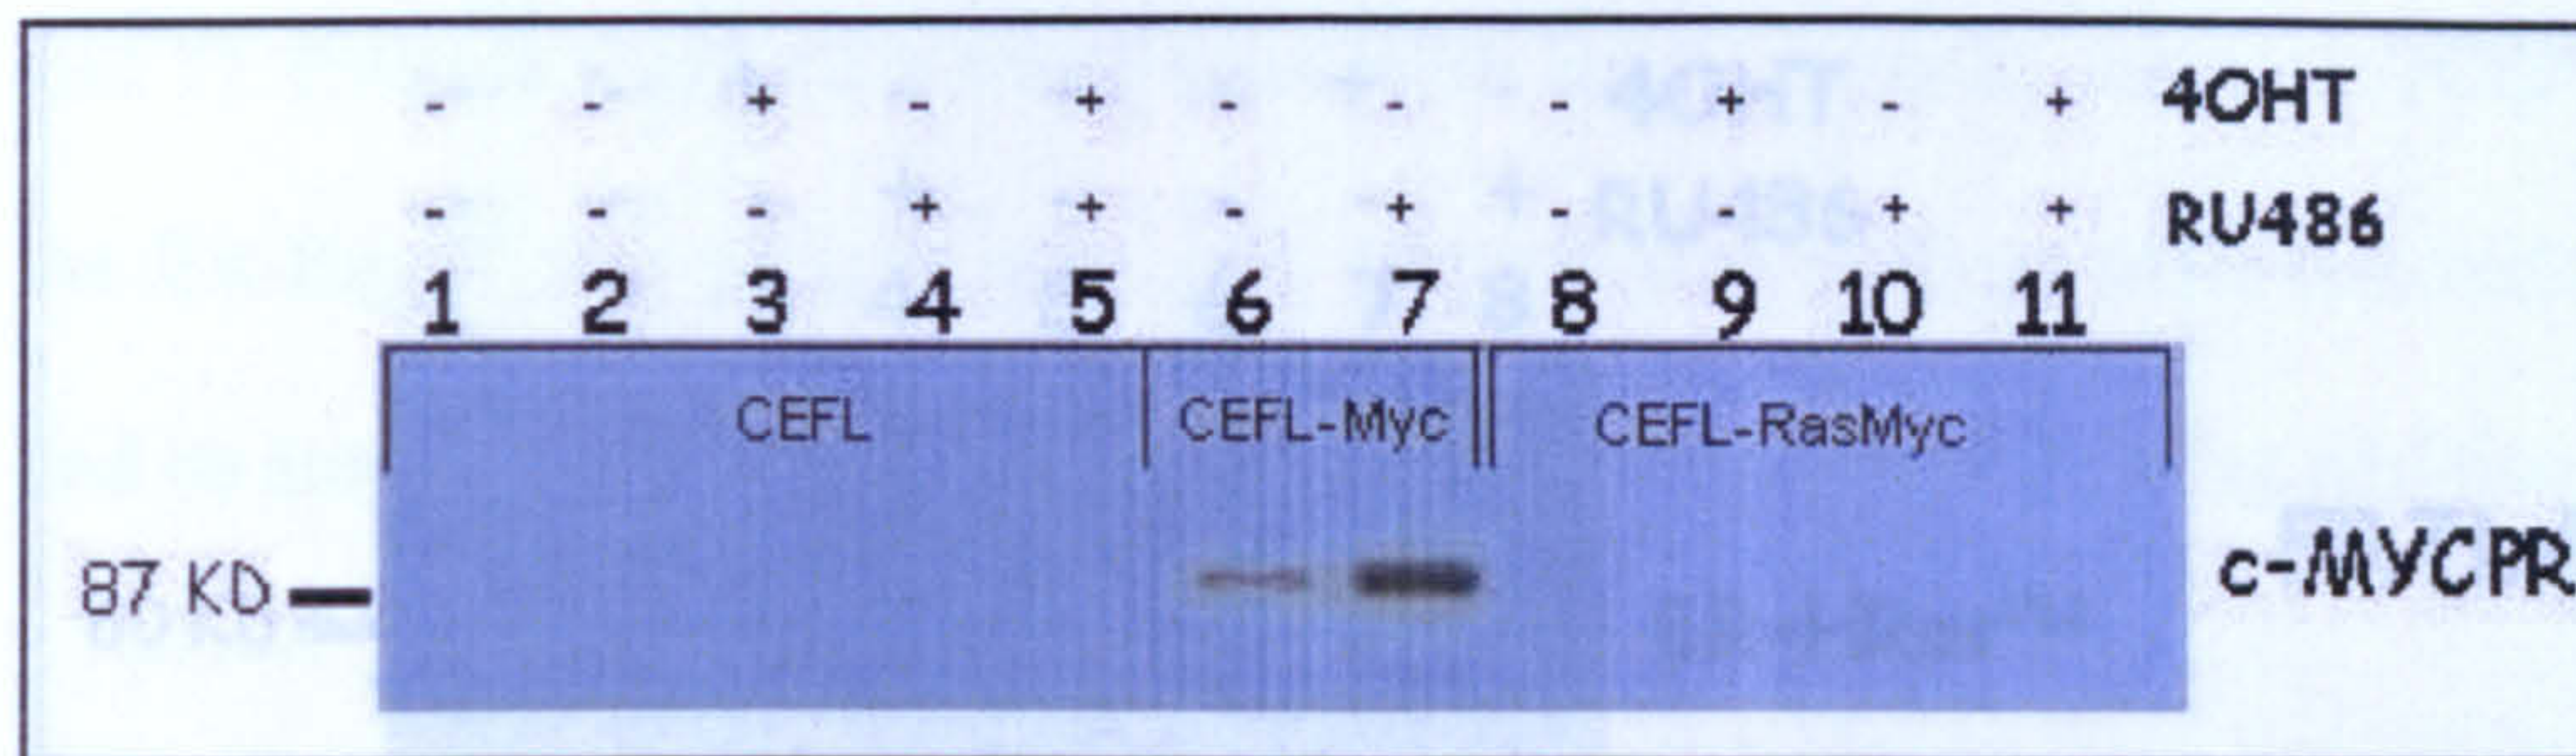 - - + - + - - - + - + 4OHT
- - - + + - + - - + + RU486
1 2 3 4 5 6 7 8 9 10 11
CEFL CEFL-Myc CEFL-RasMyc
87 KD c-MYCPR